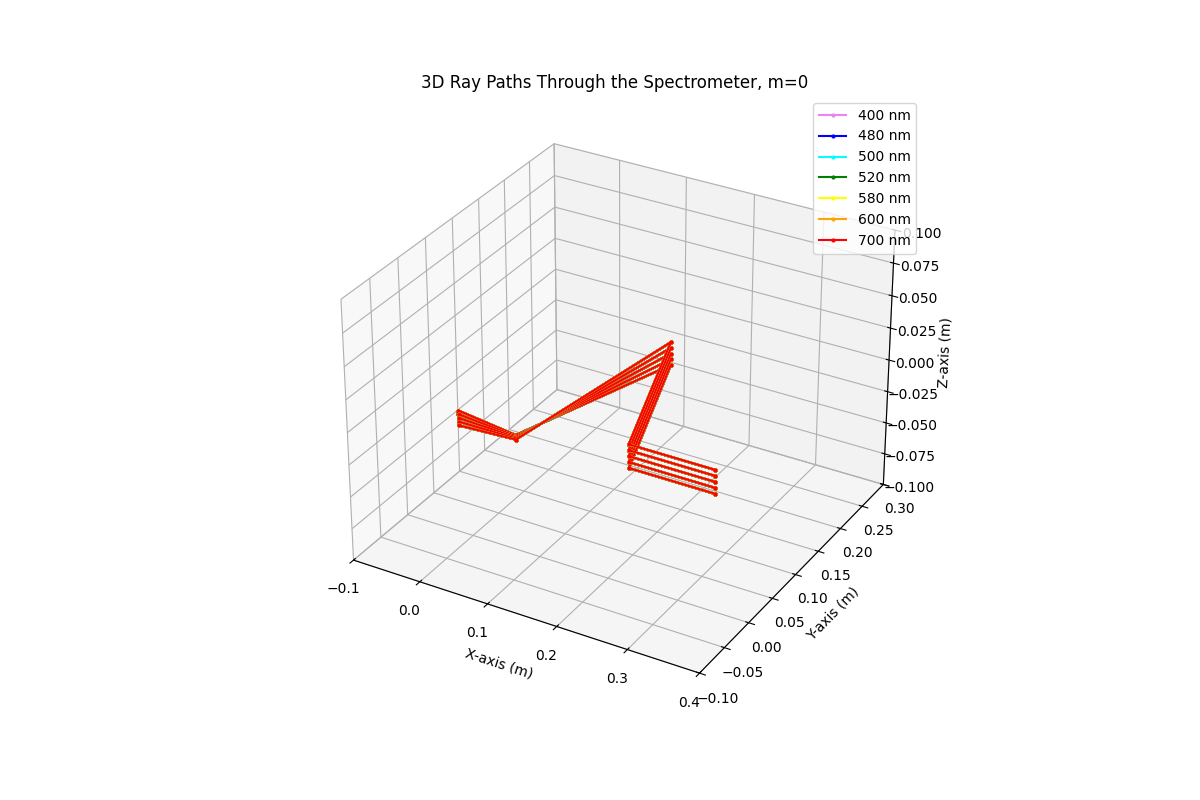 3D Ray Paths Through the Spectrometer, m=0
400 nm
480 nm
500 nm
520 nm
580 nm
600 nm
700 nm
0.100
0.075
0.050
0.025
0.000
−0.025
−0.050
−0.075
−0.100
Z-axis (m)
0.30
0.25
0.20
0.15
0.10
0.05
0.00
−0.05
−0.10
Y-axis (m)
−0.1
0.0
0.1
0.2
0.3
0.4
X-axis (m)